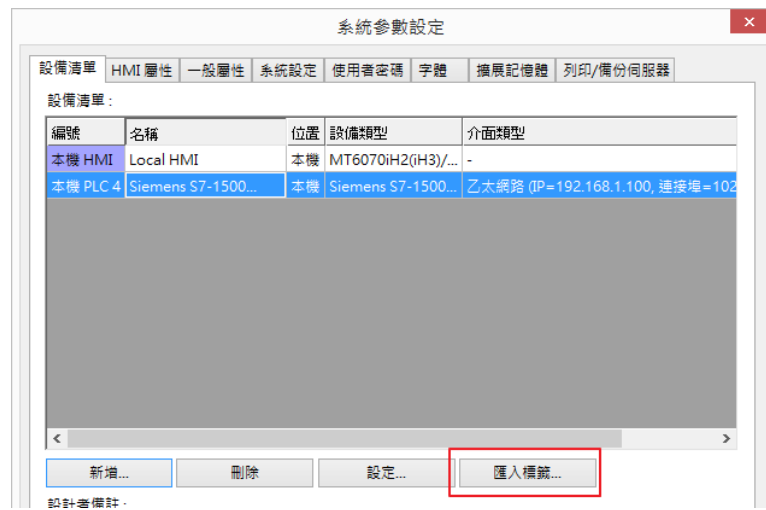 系統參數設定
設備清單 HMI 屬性 一般屬性 系統設定 使用者密碼 字體 擴展記憶體 列印/備份伺服器
設備清單 :
編號 名稱 位置 設備類型 介面類型
本機 HMI Local HMI 本機 MT6070iH2(iH3)/... -
本機 PLC 4 Siemens S7-1500... 本機 Siemens S7-1500... 乙太網路 (IP=192.168.1.100, 連接埠=102
新增... 刪除 設定... 匯入標籤...
設計者備註 :